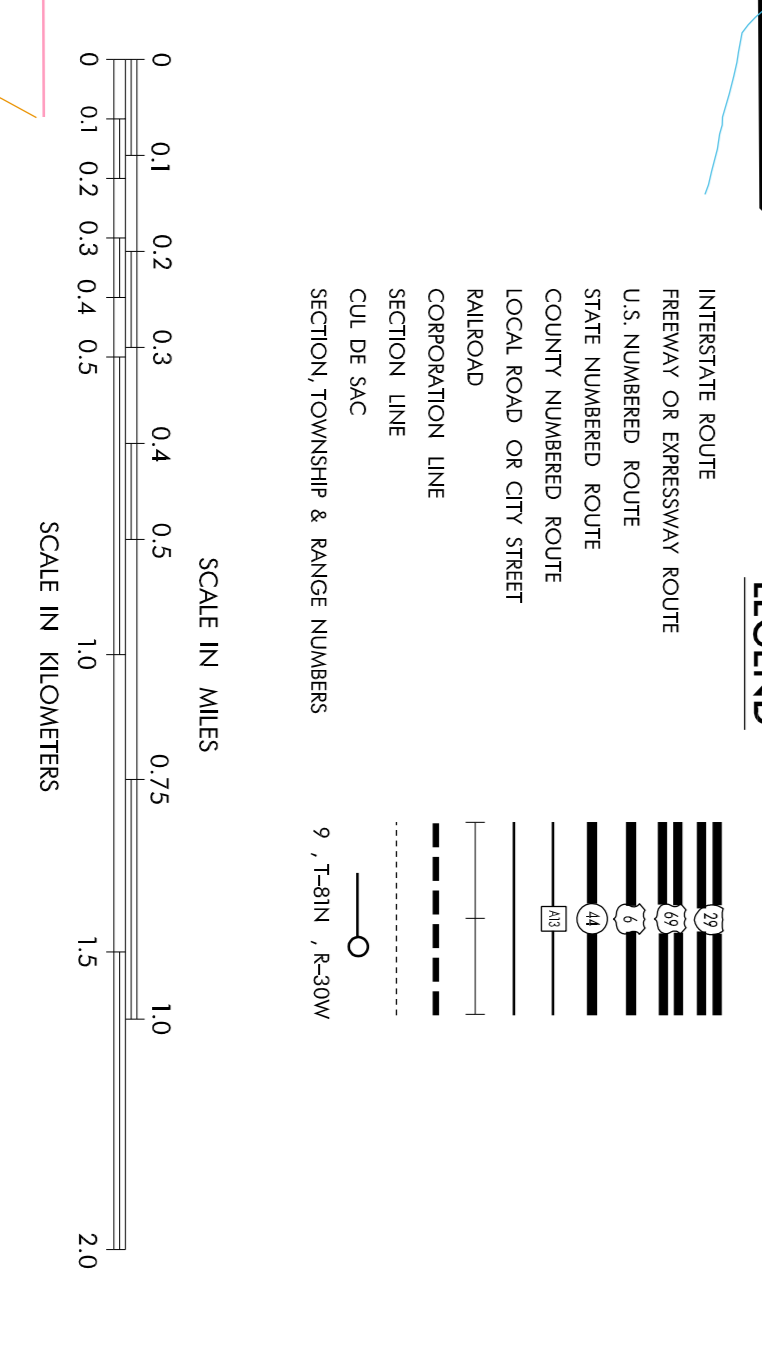 LEGEND
INTERSTATE ROUTE 29
FREEWAY OR EXPRESSWAY ROUTE 69
U.S. NUMBERED ROUTE 6
STATE NUMBERED ROUTE 44
COUNTY NUMBERED ROUTE A13
LOCAL ROAD OR CITY STREET
RAILROAD
CORPORATION LINE
SECTION LINE
CUL DE SAC
SECTION, TOWNSHIP & RANGE NUMBERS 9 , T–81N , R–30W
SCALE IN MILES
0 0.1 0.2 0.3 0.4 0.5 0.75 1.0
0 0.1 0.2 0.3 0.4 0.5 1.0 1.5 2.0
SCALE IN KILOMETERS